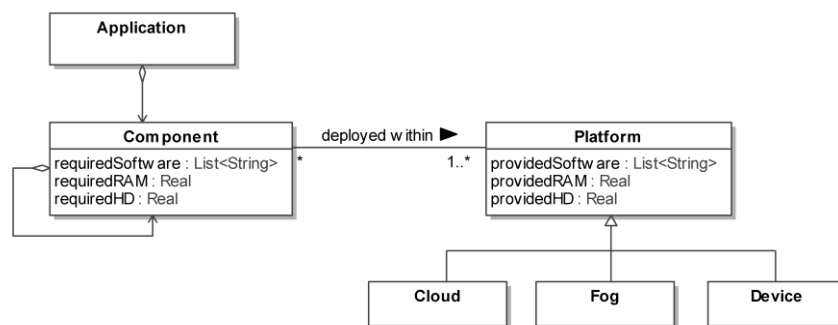 Application
Component
requiredSoftware : List<String>
requiredRAM : Real
requiredHD : Real
deployed within ►
*
1..*
Platform
providedSoftware : List<String>
providedRAM : Real
providedHD : Real
Cloud
Fog
Device